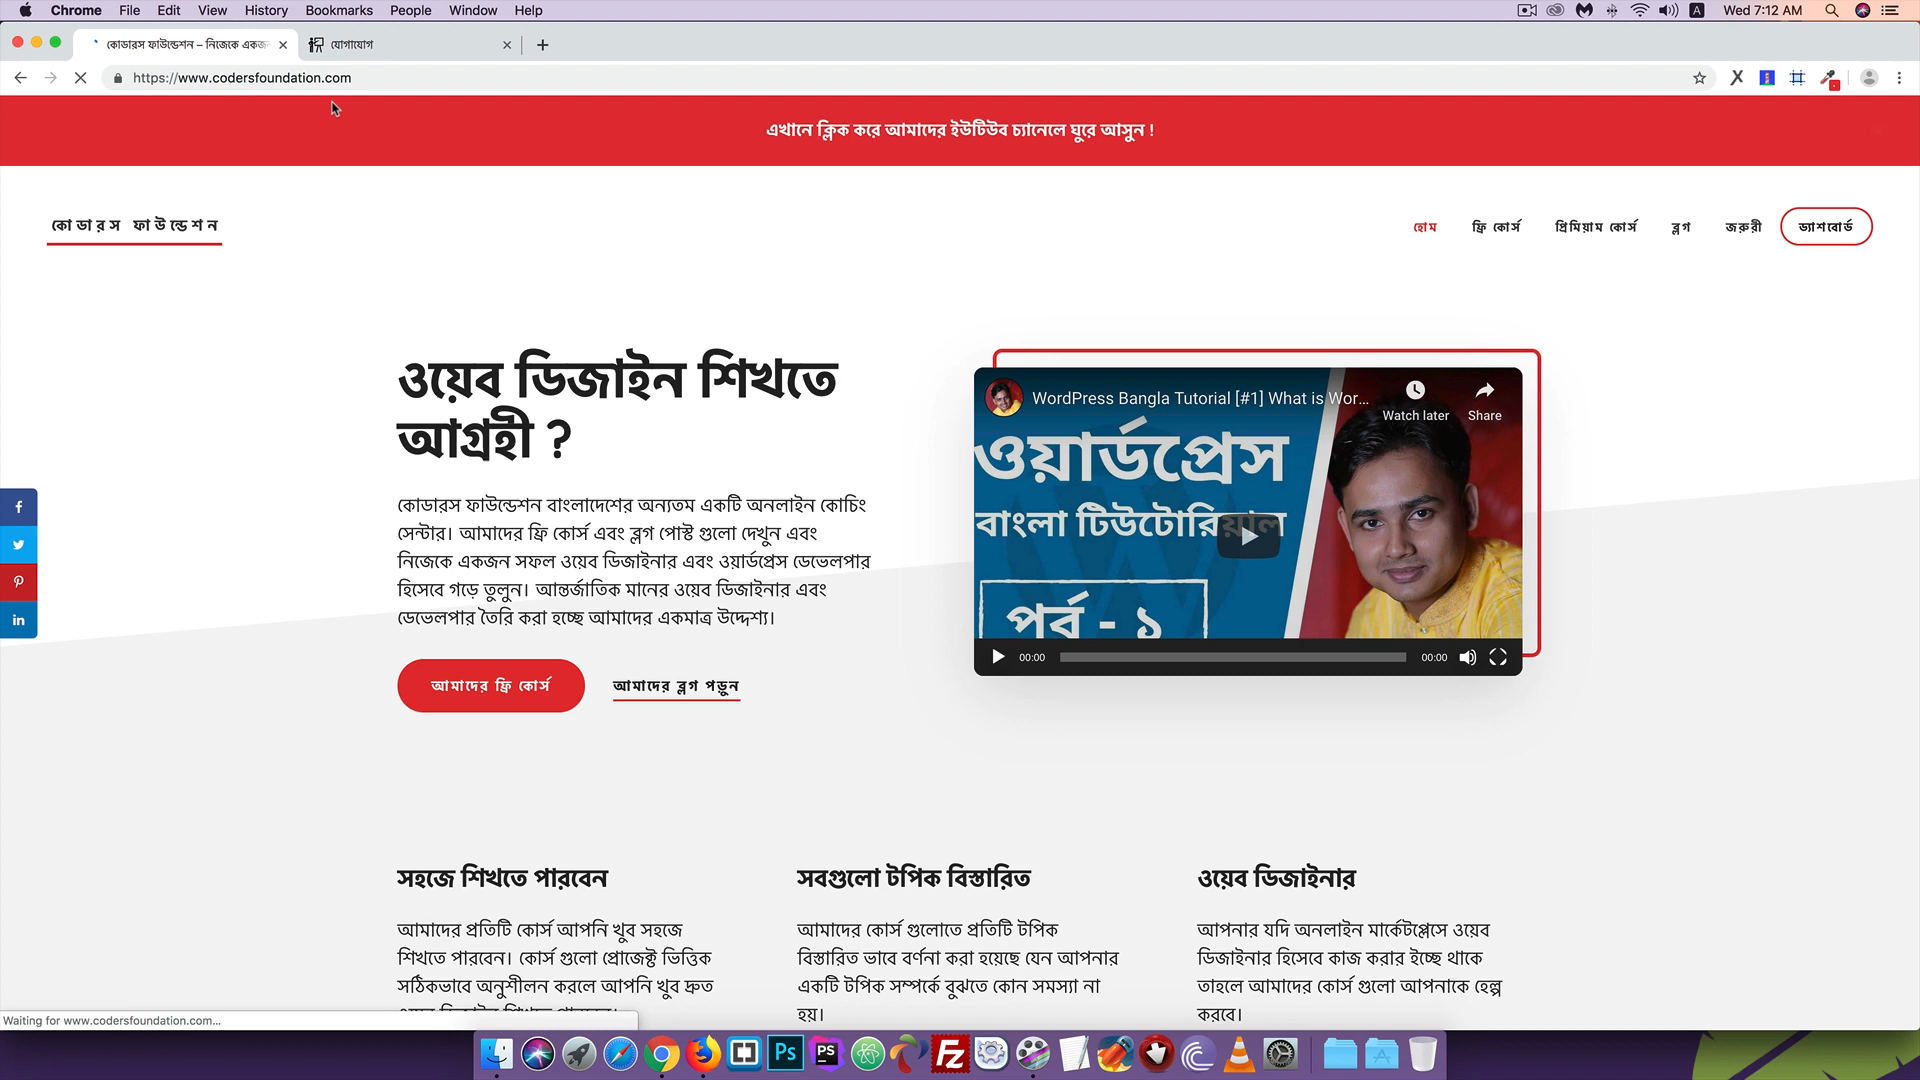 Chrome File Edit View History Bookmarks People Window Help
Wed 7:12 AM
কোডারস ফাউন্ডেশন – নিজেকে একজ
যোগাযোগ
https://www.codersfoundation.com
এখানে ক্লিক করে আমাদের ইউটিউব চ্যানেলে ঘুরে আসুন !
কোডারস ফাউন্ডেশন
হোম ফ্রি কোর্স প্রিমিয়াম কোর্স ব্লগ জরুরী ড্যাশবোর্ড
ওয়েব ডিজাইন শিখতে
আগ্রহী ?
কোডারস ফাউন্ডেশন বাংলাদেশের অন্যতম একটি অনলাইন কোচিং
সেন্টার। আমাদের ফ্রি কোর্স এবং ব্লগ পোস্ট গুলো দেখুন এবং
নিজেকে একজন সফল ওয়েব ডিজাইনার এবং ওয়ার্ডপ্রেস ডেভেলপার
হিসেবে গড়ে তুলুন। আন্তর্জাতিক মানের ওয়েব ডিজাইনার এবং
ডেভেলপার তৈরি করা হচ্ছে আমাদের একমাত্র উদ্দেশ্য।
আমাদের ফ্রি কোর্স
আমাদের ব্লগ পড়ুন
WordPress Bangla Tutorial [#1] What is Wor...
Watch later
Share
ওয়ার্ডপ্রেস
বাংলা টিউটোরিয়াল
পর্ব - ১
00:00
00:00
সহজে শিখতে পারবেন
আমাদের প্রতিটি কোর্স আপনি খুব সহজে
শিখতে পারবেন। কোর্স গুলো প্রোজেক্ট ভিত্তিক
সঠিকভাবে অনুশীলন করলে আপনি খুব দ্রুত
ওয়েব ডিজাইন শিখতে পারবেন।
সবগুলো টপিক বিস্তারিত
আমাদের কোর্স গুলোতে প্রতিটি টপিক
বিস্তারিত ভাবে বর্ণনা করা হয়েছে যেন আপনার
একটি টপিক সম্পর্কে বুঝতে কোন সমস্যা না
হয়।
ওয়েব ডিজাইনার
আপনার যদি অনলাইন মার্কেটপ্লেসে ওয়েব
ডিজাইনার হিসেবে কাজ করার ইচ্ছে থাকে
তাহলে আমাদের কোর্স গুলো আপনাকে হেল্প
করবে।
Waiting for www.codersfoundation.com...